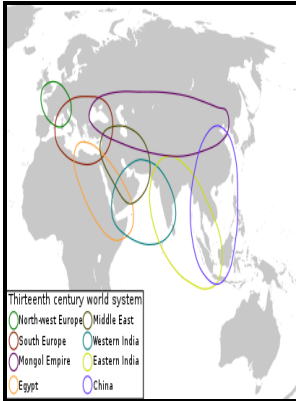 Thirteenth century world system
North-west Europe
Middle East
South Europe
Western India
Mongol Empire
Eastern India
Egypt
China